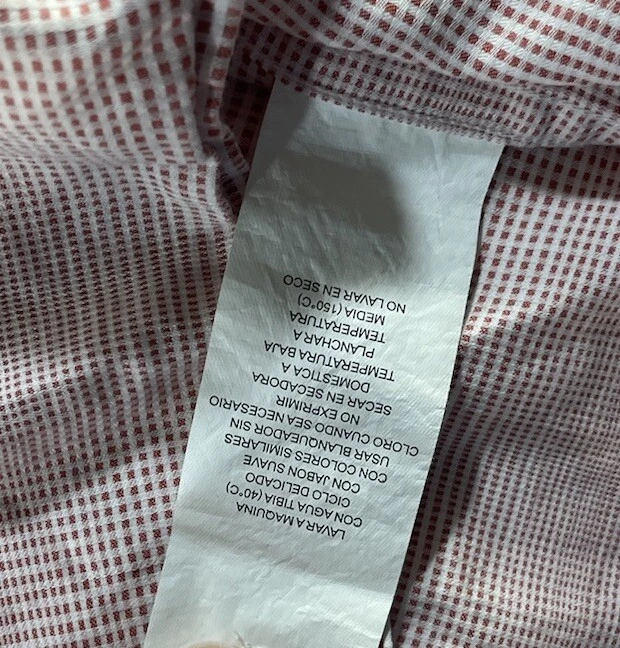 LAVAR A MAQUINA
CON AGUA TIBIA (40°C)
CICLO DELICADO
CON JABON SUAVE
CON COLORES SIMILARES
USAR BLANQUEADOR SIN
CLORO CUANDO SEA NECESARIO
NO EXPRIMIR
SECAR EN SECADORA
DOMESTICA A
TEMPERATURA BAJA
PLANCHAR A
TEMPERATURA
MEDIA (150°C)
NO LAVAR EN SECO